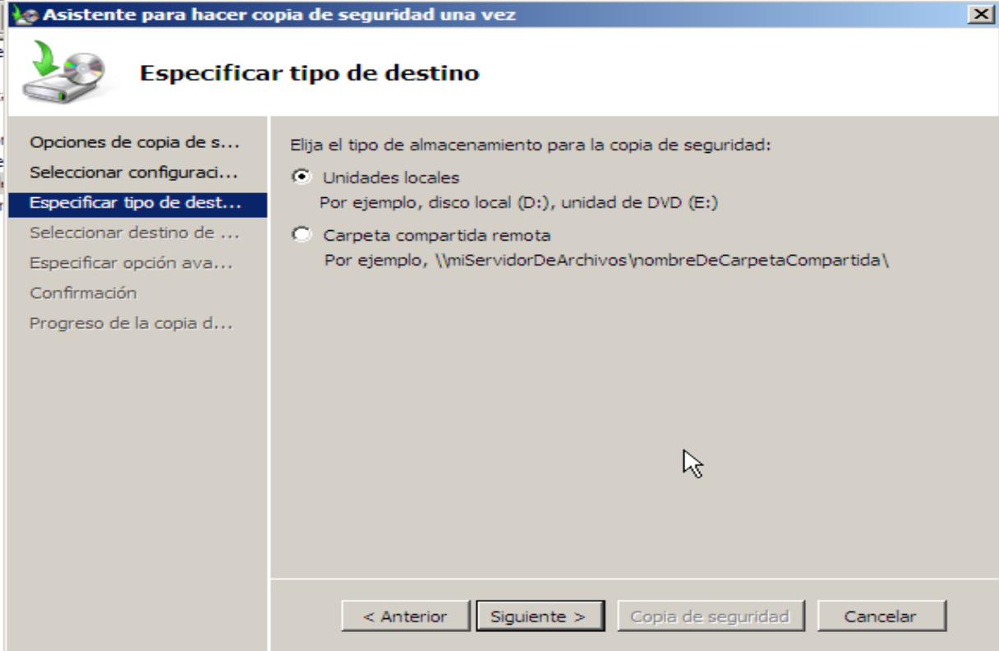 Asistente para hacer copia de seguridad una vez
Especificar tipo de destino
Opciones de copia de s...
Seleccionar configuraci...
Especificar tipo de dest...
Seleccionar destino de ...
Especificar opción ava...
Confirmación
Progreso de la copia d...
Elija el tipo de almacenamiento para la copia de seguridad:
Unidades locales
Por ejemplo, disco local (D:), unidad de DVD (E:)
Carpeta compartida remota
Por ejemplo, \\miServidorDeArchivos\nombreDeCarpetaCompartida\
< Anterior
Siguiente >
Copia de seguridad
Cancelar